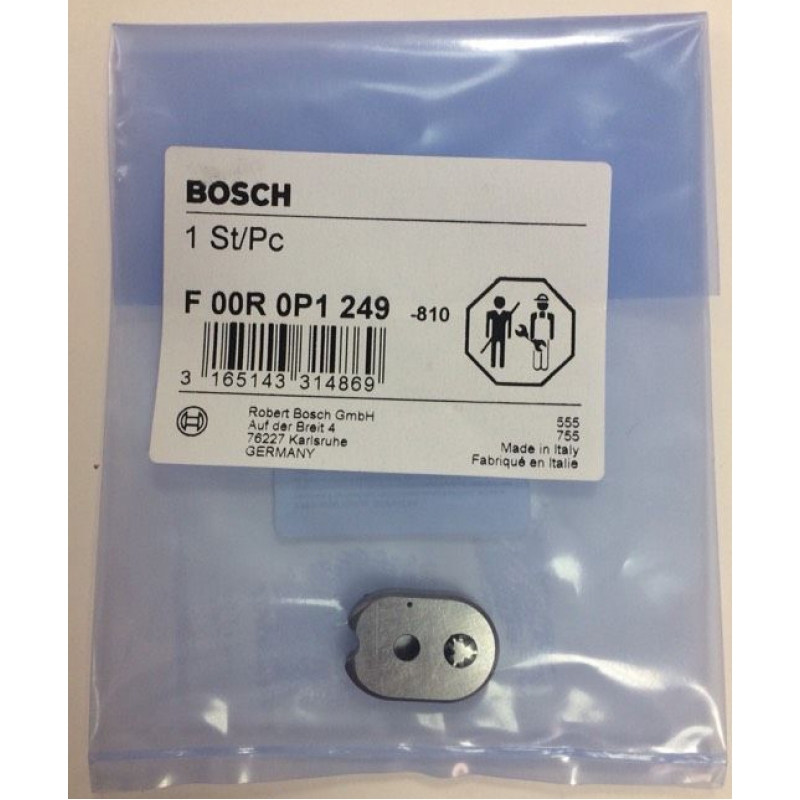 BOSCH
1 St/Pc
F 00R 0P1 249 -810
3 165143 314869
Robert Bosch GmbH
Auf der Breit 4
76227 Karlsruhe
GERMANY
555
755
Made in Italy
Fabriqué en Italie